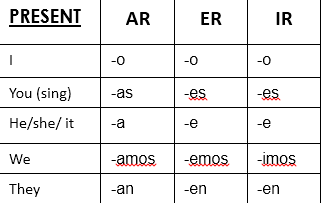 PRESENT AR ER IR
I -o -o -o
You (sing) -as -es -es
He/she/ it -a -e -e
We -amos -emos -imos
They -an -en -en